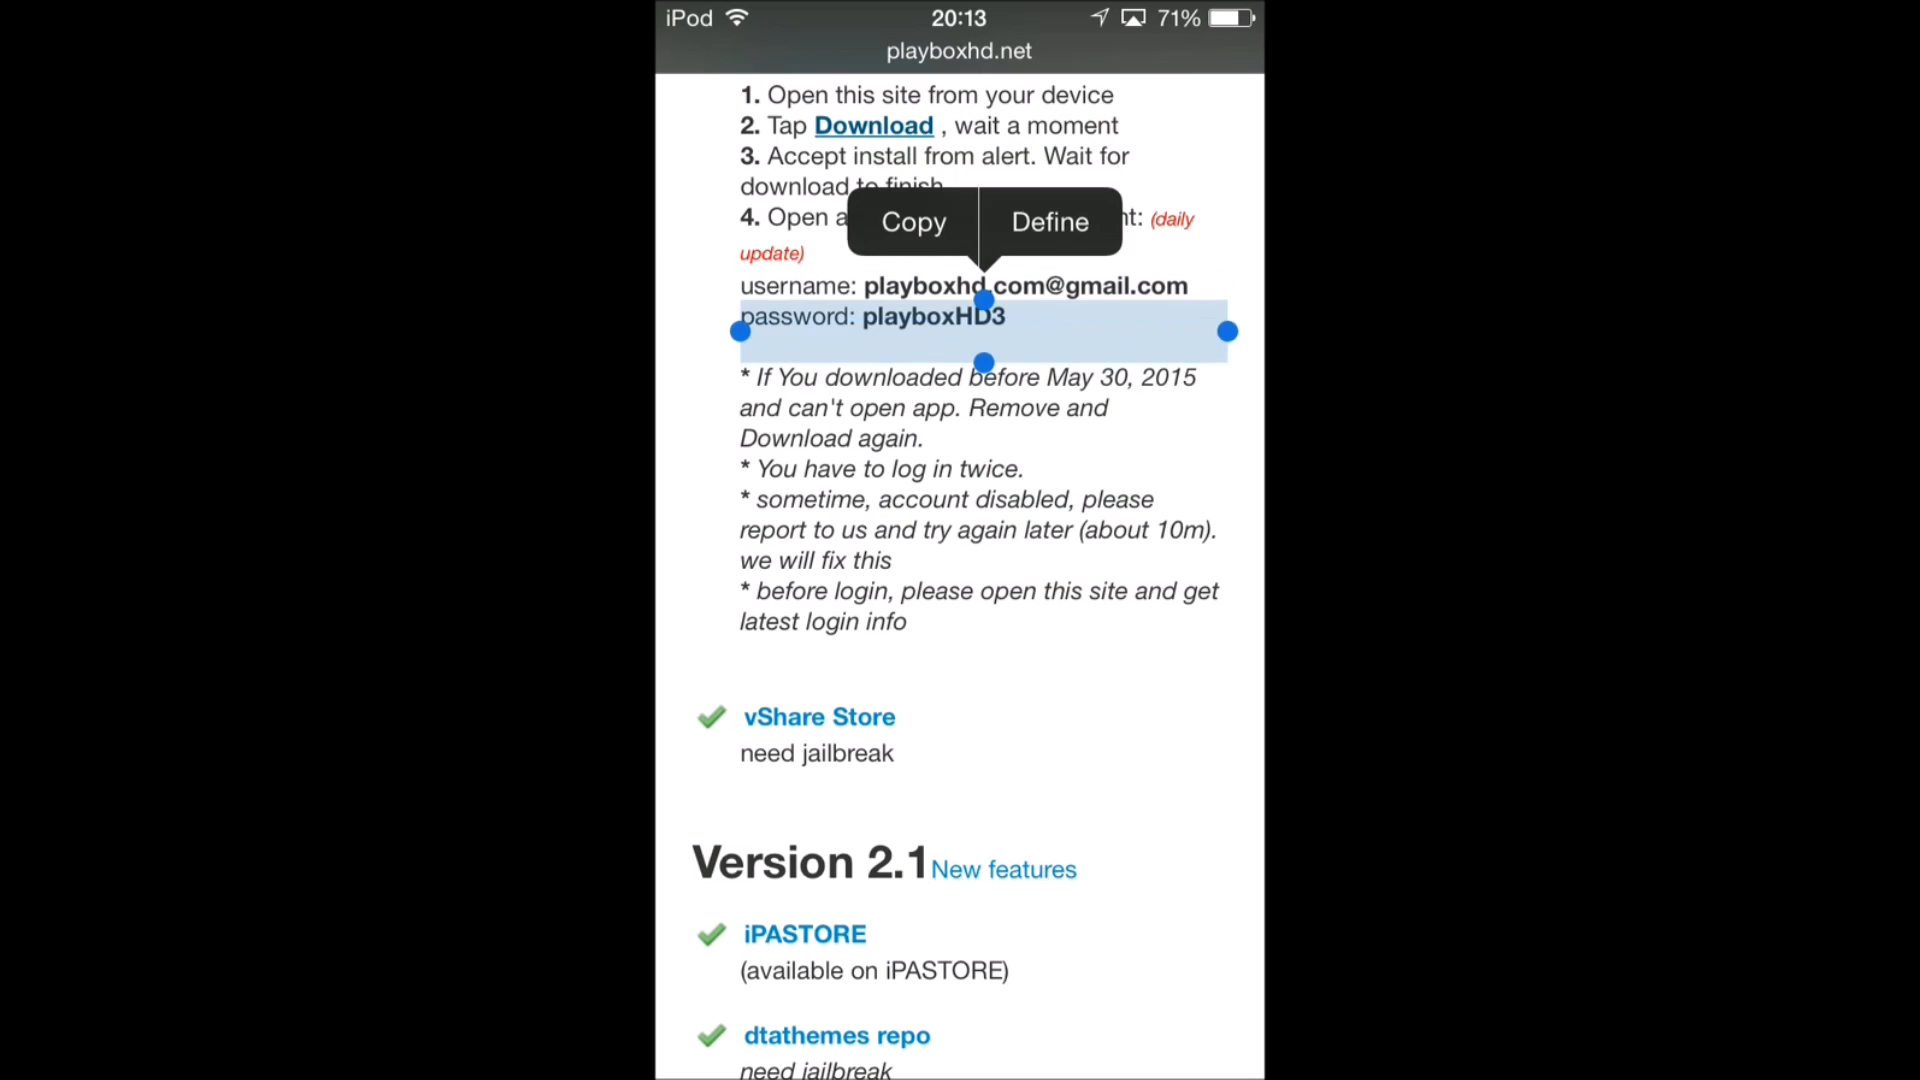 iPod 20:13 71%
playboxhd.net
1. Open this site from your device
2. Tap Download , wait a moment
3. Accept install from alert. Wait for
download to finish
4. Open a
Copy Define
t: (daily
update)
username: playboxhd.com@gmail.com
password: playboxHD3
* If You downloaded before May 30, 2015
and can't open app. Remove and
Download again.
* You have to log in twice.
* sometime, account disabled, please
report to us and try again later (about 10m).
we will fix this
* before login, please open this site and get
latest login info
vShare Store
need jailbreak
Version 2.1 New features
iPASTORE
(available on iPASTORE)
dtathemes repo
need jailbreak